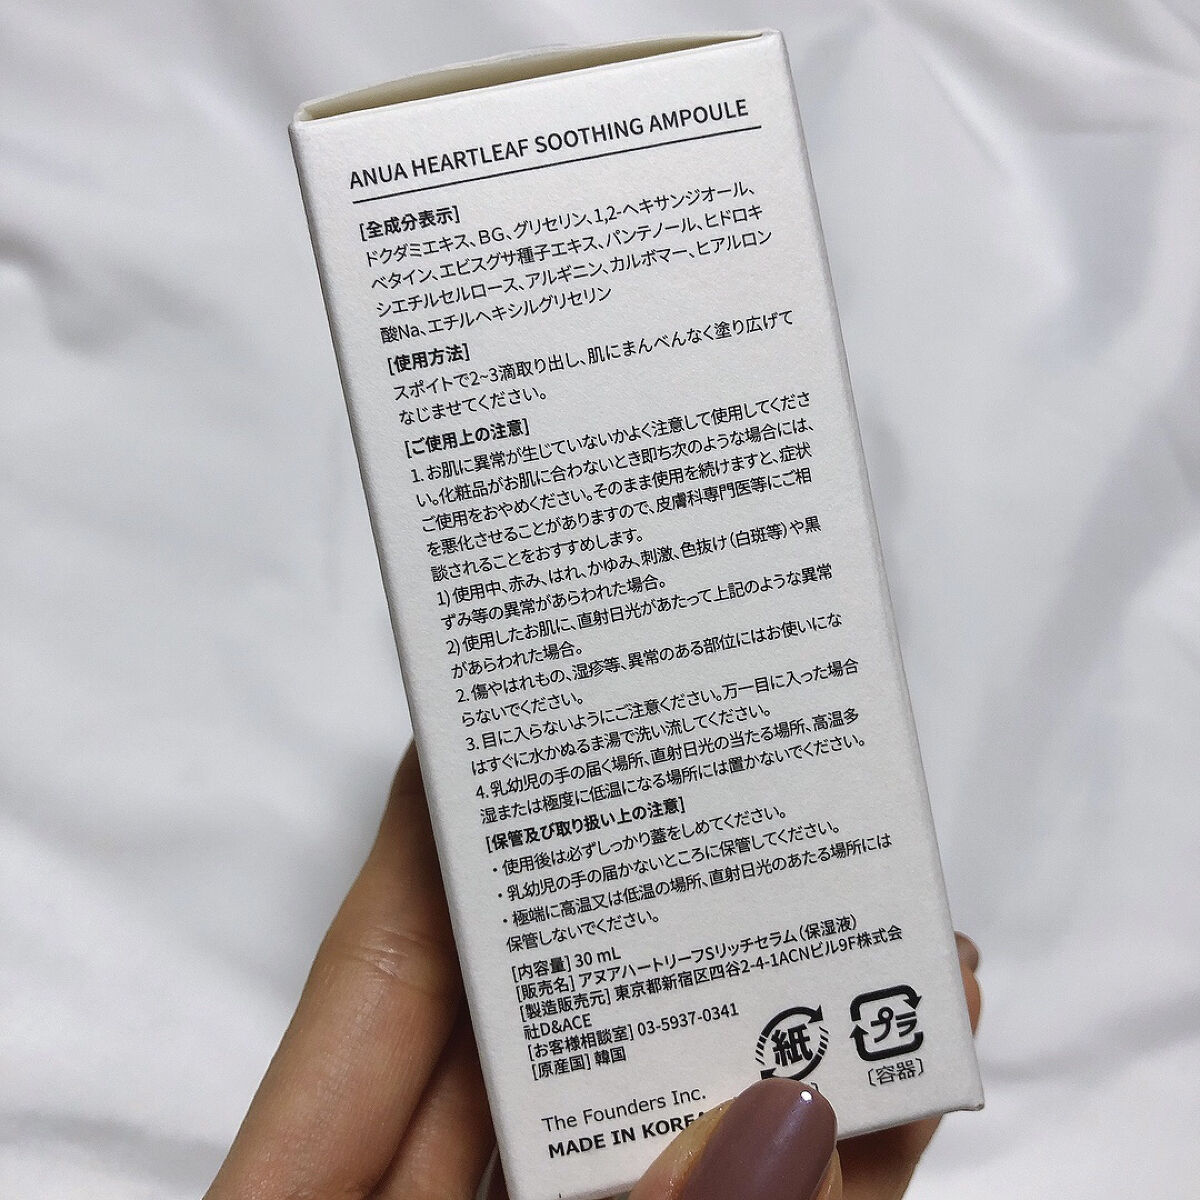 ANUA HEARTLEAF SOOTHING AMPOULE
[全成分表示]
ドクダミエキス、BG、グリセリン、1,2-ヘキサンジオール、
ベタイン、エビスグサ種子エキス、パンテノール、ヒドロキ
シエチルセルロース、アルギニン、カルボマー、ヒアルロン
酸Na、エチルヘキシルグリセリン
[使用方法]
スポイトで2~3滴取り出し、肌にまんべんなく塗り広げて
なじませてください。
[ご使用上の注意]
1. お肌に異常が生じていないかよく注意して使用してくださ
い。化粧品がお肌に合わないとき即ち次のような場合には、
ご使用をおやめください。そのまま使用を続けますと、症状
を悪化させることがありますので、皮膚科専門医等にご相
談されることをおすすめします。
1) 使用中、赤み、はれ、かゆみ、刺激、色抜け(白斑等)や黒
ずみ等の異常があらわれた場合。
2) 使用したお肌に、直射日光があたって上記のような異常
があらわれた場合。
2. 傷やはれもの、湿疹等、異常のある部位にはお使いにな
らないでください。
3. 目に入らないようにご注意ください。万一目に入った場合
はすぐに水かぬるま湯で洗い流してください。
4. 乳幼児の手の届く場所、直射日光の当たる場所、高温多
湿または極度に低温になる場所には置かないでください。
[保管及び取り扱い上の注意]
・使用後は必ずしっかり蓋をしめてください。
・乳幼児の手の届かないところに保管してください。
・極端に高温又は低温の場所、直射日光のあたる場所には
保管しないでください。
[内容量] 30 mL
[販売名] アヌアハートリーフSリッチセラム(保湿液)
[製造販売元] 東京都新宿区四谷2-4-1ACNビル9F株式会
社D&ACE
[お客様相談室] 03-5937-0341
[原産国] 韓国
紙
プラ
[容器]
The Founders Inc.
MADE IN